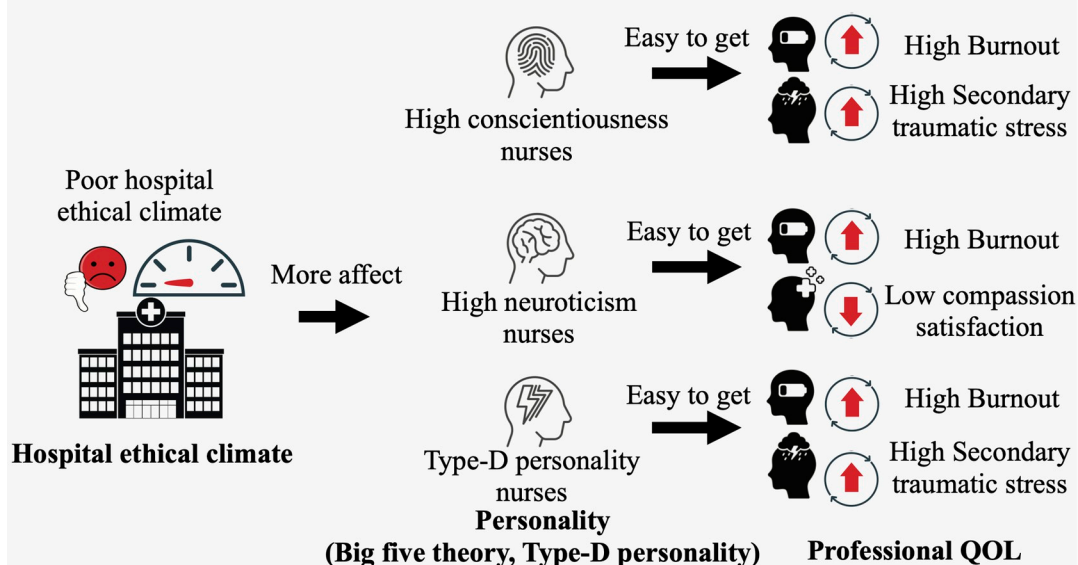 Poor hospital
ethical climate
Hospital ethical climate
More affect
High conscientiousness
nurses
Easy to get
High Burnout
High Secondary
traumatic stress
High neuroticism
nurses
Easy to get
High Burnout
Low compassion
satisfaction
Type-D personality
nurses
Easy to get
High Burnout
High Secondary
traumatic stress
Personality
(Big five theory, Type-D personality)
Professional QOL